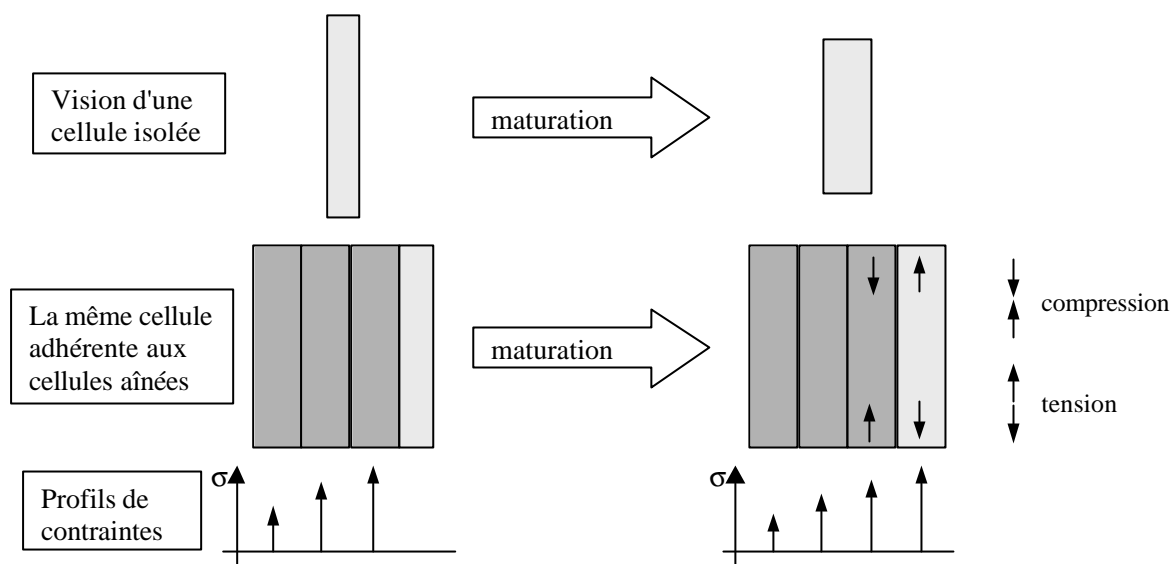 Vision d'une
cellule isolée
maturation
La même cellule
adhérente aux
cellules aînées
maturation
compression
tension
Profils de
contraintes
σ
σ